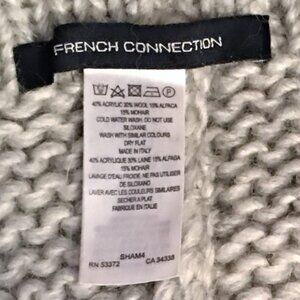 FRENCH CONNECTION
40% ACRYLIC 30% WOOL 15% ALPACA
15% MOHAIR
COLD WATER WASH. DO NOT USE
SILOXANE
WASH WITH SIMILAR COLOURS
DRY FLAT
MADE IN ITALY
40% ACRYLIQUE 30% LAINE 15% ALPAGA
15% MOHAIR
LAVAGE D'EAU FROIDE. NE PAS UTILISER
DE SILOXANE
LAVER AVEC LES COULEURS SIMILAIRES
SECHER A PLAT
FABRIQUE EN ITALIE
SHAM4
RN 53372 CA 34338